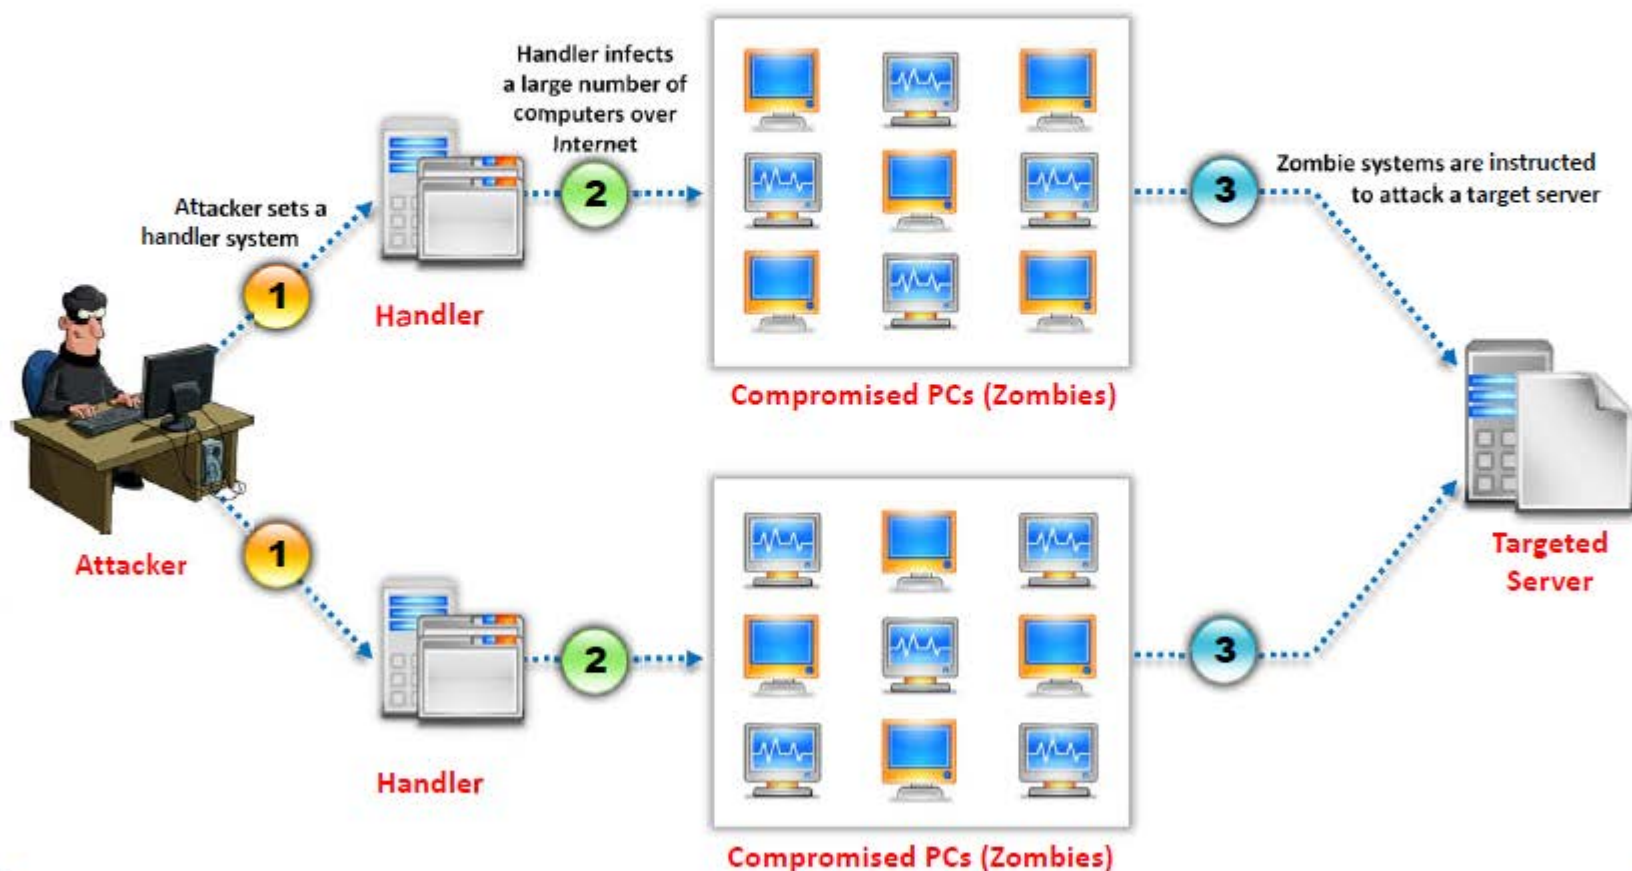 Handler infects
a large number of
computers over
Internet
2
3
Zombie systems are instructed
to attack a target server
Attacker sets a
handler system
1
Handler
Compromised PCs (Zombies)
Attacker
1
Targeted
Server
2
3
Handler
Compromised PCs (Zombies)